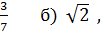 3/7 б) √2 ,